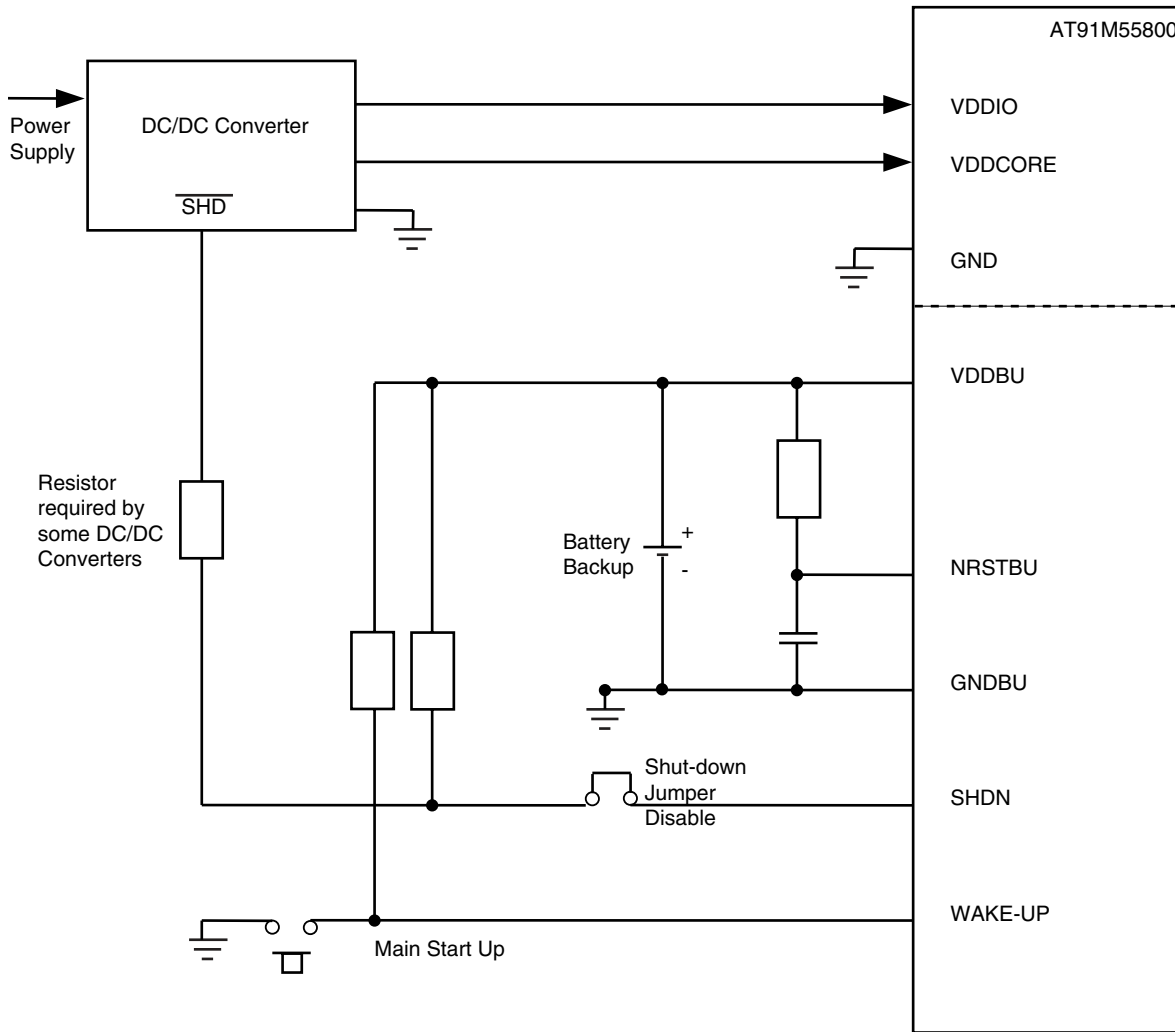 AT91M55800
Power
Supply
DC/DC Converter
SHD
VDDIO
VDDCORE
GND
VDDBU
Resistor
required by
some DC/DC
Converters
Battery
Backup
+
-
NRSTBU
GNDBU
Shut-down
Jumper
Disable
SHDN
WAKE-UP
Main Start Up